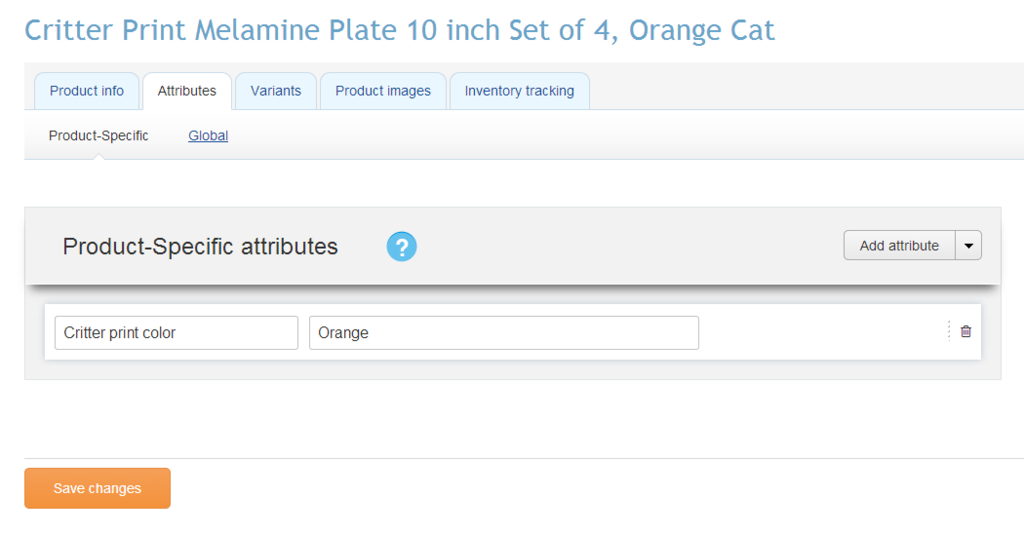 Critter Print Melamine Plate 10 inch Set of 4, Orange Cat
Product info Attributes Variants Product images Inventory tracking
Product-Specific Global
Product-Specific attributes ? Add attribute
Critter print color Orange
Save changes